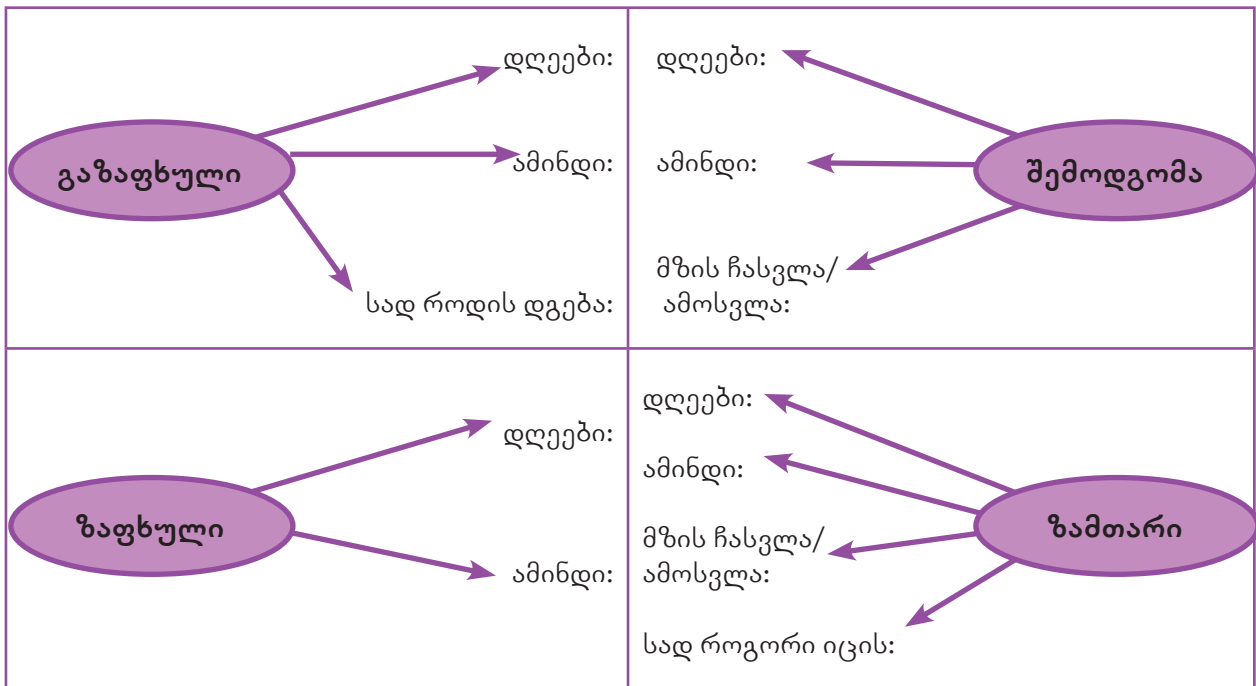 გაზაფხული
დღეები:
ამინდი:
სად როდის დგება:
შემოდგომა
დღეები:
ამინდი:
მზის ჩასვლა/
ამოსვლა:
ზაფხული
დღეები:
ამინდი:
ზამთარი
დღეები:
ამინდი:
მზის ჩასვლა/
ამოსვლა:
სად როგორი იცის: